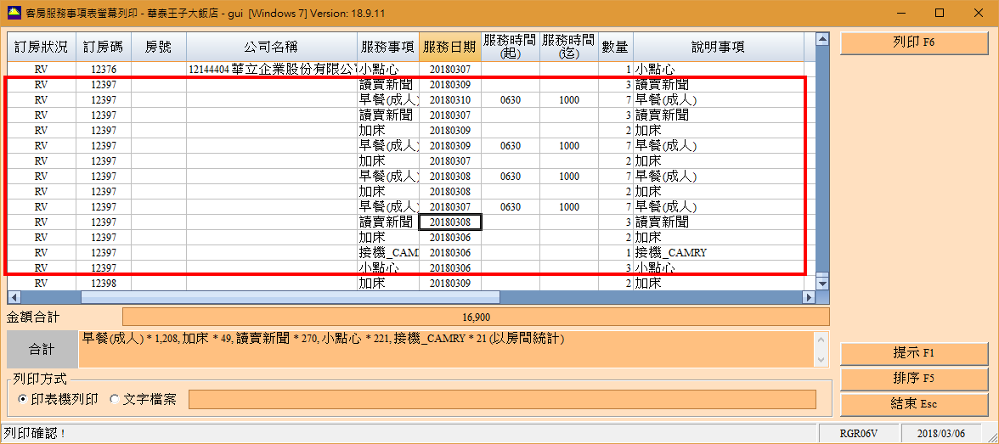 客房服務事項表螢幕列印 - 華泰王子大飯店 - gui [Windows 7] Version: 18.9.11
訂房狀況 訂房碼 房號 公司名稱 服務事項 服務日期 服務時間(起) 服務時間(迄) 數量 說明事項
RV 12376 12144404 華立企業股份有限公 小點心 20180307 1 小點心
RV 12397 讀賣新聞 20180309 3 讀賣新聞
RV 12397 早餐(成人) 20180310 0630 1000 7 早餐(成人)
RV 12397 讀賣新聞 20180307 3 讀賣新聞
RV 12397 加床 20180309 2 加床
RV 12397 早餐(成人) 20180309 0630 1000 7 早餐(成人)
RV 12397 加床 20180307 2 加床
RV 12397 早餐(成人) 20180308 0630 1000 7 早餐(成人)
RV 12397 加床 20180308 2 加床
RV 12397 早餐(成人) 20180307 0630 1000 7 早餐(成人)
RV 12397 讀賣新聞 20180308 3 讀賣新聞
RV 12397 加床 20180306 2 加床
RV 12397 接機_CAM 20180306 1 接機_CAMRY
RV 12397 小點心 20180306 3 小點心
RV 12398 加床 20180309 2 加床
金額合計 16,900
合計 早餐(成人) * 1,208, 加床 * 49, 讀賣新聞 * 270, 小點心 * 221, 接機_CAMRY * 21 (以房間統計)
列印方式
印表機列印 文字檔案
列印 F6
提示 F1
排序 F5
結束 Esc
列印確認 ! RGR06V 2018/03/06